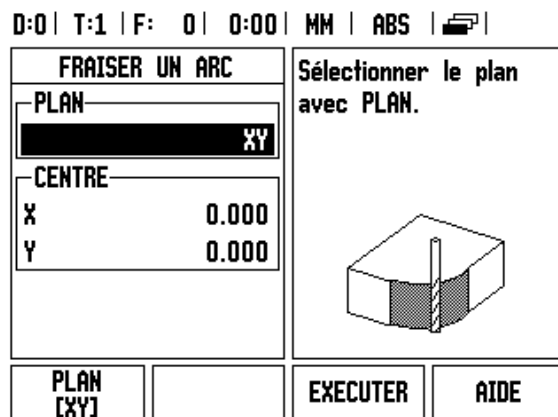 D:0 | T:1 | F: 0 | 0:00 | MM | ABS |
FRAISER UN ARC
PLAN
XY
CENTRE
X 0.000
Y 0.000
Sélectionner le plan
avec PLAN.
PLAN
[XY]
EXECUTER
AIDE